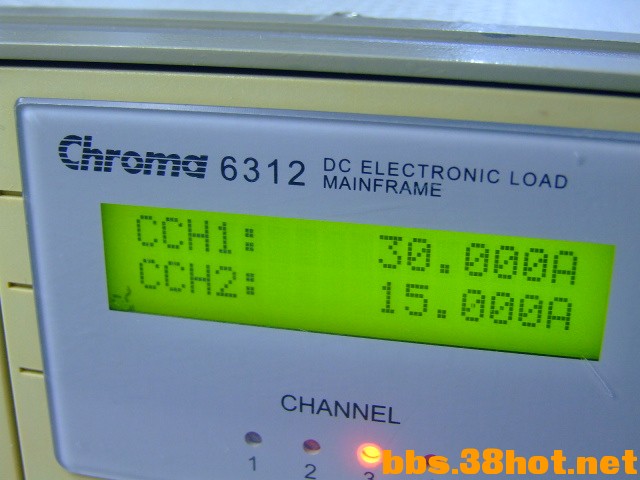 Chroma 6312 DC ELECTRONIC LOAD
MAINFRAME
CCH1: 30.000A
CCH2: 15.000A
CHANNEL
1 2 3
bbs.38hot.net